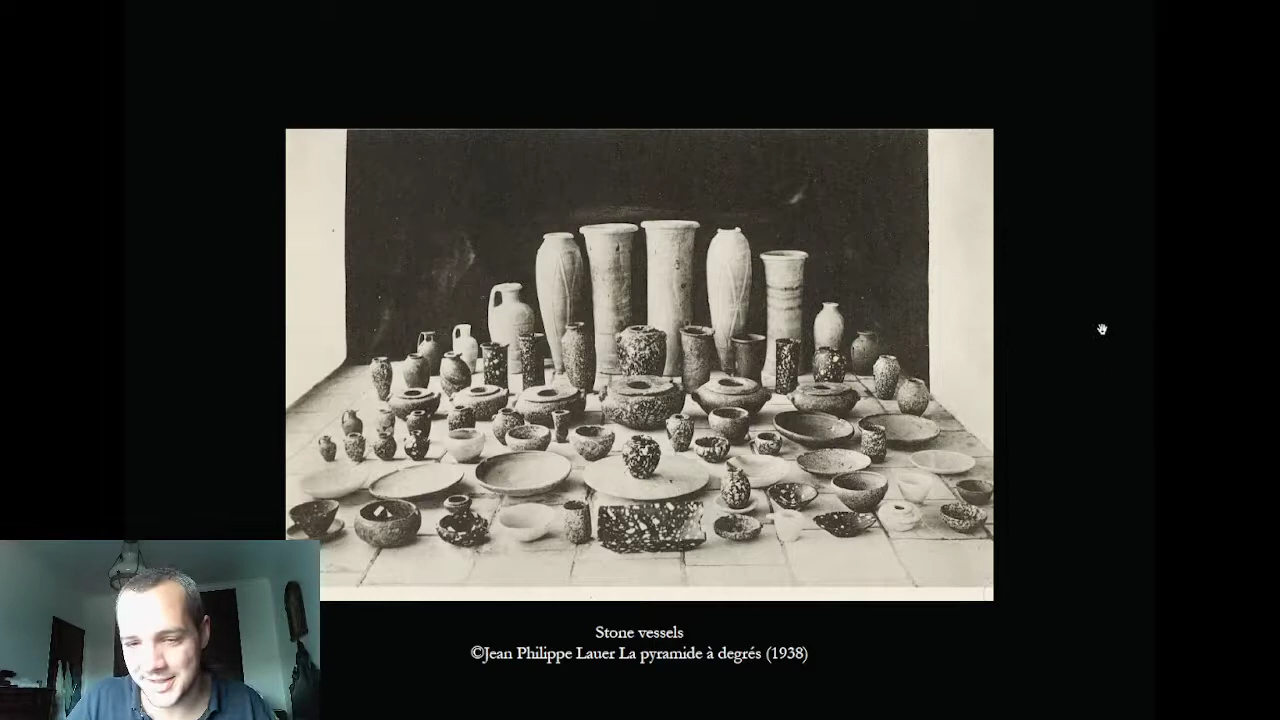 Stone vessels
©Jean Philippe Lauer La pyramide à degrés (1938)